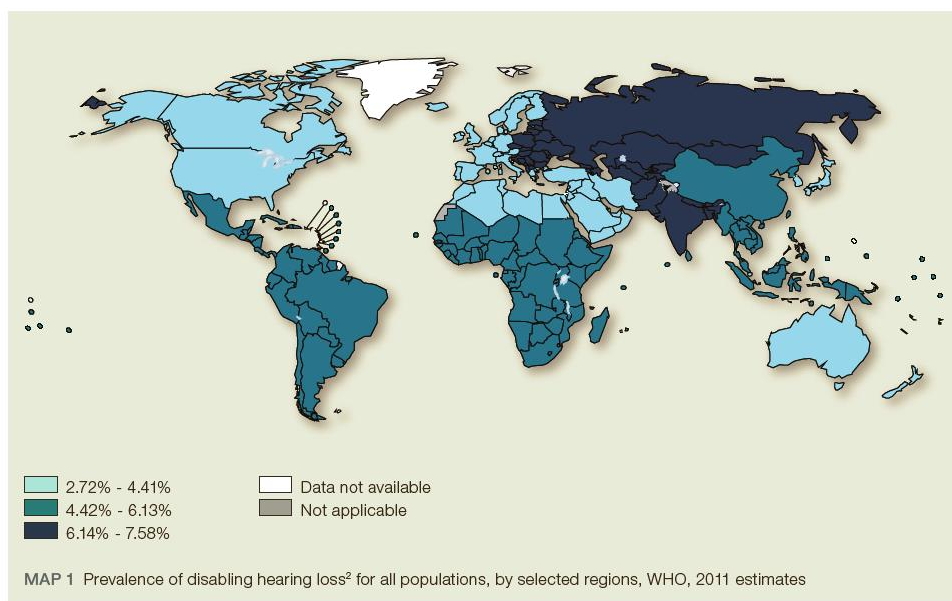 2.72% - 4.41%
4.42% - 6.13%
6.14% - 7.58%
Data not available
Not applicable
MAP 1 Prevalence of disabling hearing loss² for all populations, by selected regions, WHO, 2011 estimates